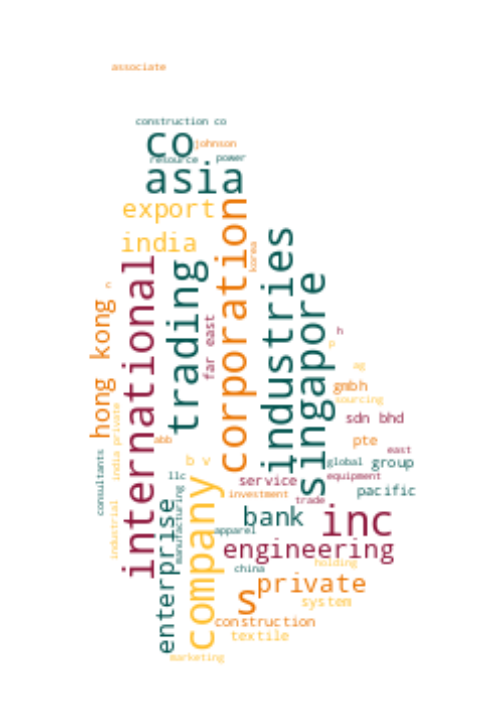 associate
construction co
co
johnson
resource
power
asia
export
india
corporation
korea
industries
international
trading
singapore
n
hong kong
far east
h
p
ag
gmbh
sourcing
sdn bhd
india private
abb
pte
east
consultants
b v
global
group
llc
service
equipment
pacific
manufacturing
investment
trade
industrial
company
enterprise
bank
inc
apparel
engineering
china
holding
private
s
system
construction
textile
marketing